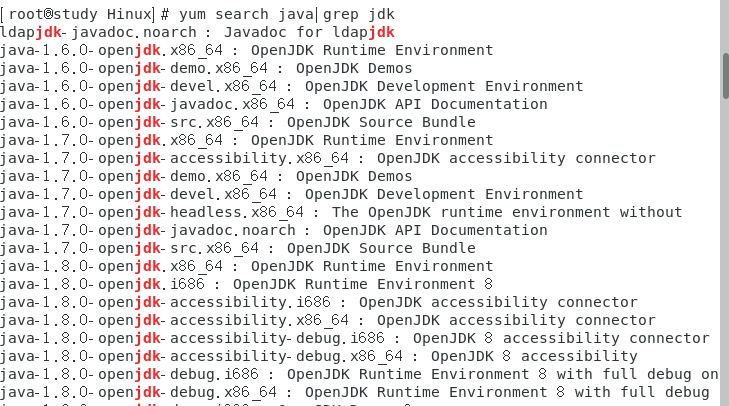 [root@study Hinux]# yum search java|grep jdk
ldapjdk-javadoc.noarch : Javadoc for ldapjdk
java-1.6.0-openjdk.x86_64 : OpenJDK Runtime Environment
java-1.6.0-openjdk-demo.x86_64 : OpenJDK Demos
java-1.6.0-openjdk-devel.x86_64 : OpenJDK Development Environment
java-1.6.0-openjdk-javadoc.x86_64 : OpenJDK API Documentation
java-1.6.0-openjdk-src.x86_64 : OpenJDK Source Bundle
java-1.7.0-openjdk.x86_64 : OpenJDK Runtime Environment
java-1.7.0-openjdk-accessibility.x86_64 : OpenJDK accessibility connector
java-1.7.0-openjdk-demo.x86_64 : OpenJDK Demos
java-1.7.0-openjdk-devel.x86_64 : OpenJDK Development Environment
java-1.7.0-openjdk-headless.x86_64 : The OpenJDK runtime environment without
java-1.7.0-openjdk-javadoc.noarch : OpenJDK API Documentation
java-1.7.0-openjdk-src.x86_64 : OpenJDK Source Bundle
java-1.8.0-openjdk.x86_64 : OpenJDK Runtime Environment
java-1.8.0-openjdk.i686 : OpenJDK Runtime Environment 8
java-1.8.0-openjdk-accessibility.i686 : OpenJDK accessibility connector
java-1.8.0-openjdk-accessibility.x86_64 : OpenJDK accessibility connector
java-1.8.0-openjdk-accessibility-debug.i686 : OpenJDK 8 accessibility connector
java-1.8.0-openjdk-accessibility-debug.x86_64 : OpenJDK 8 accessibility
java-1.8.0-openjdk-debug.i686 : OpenJDK Runtime Environment 8 with full debug on
java-1.8.0-openjdk-debug.x86_64 : OpenJDK Runtime Environment 8 with full debug